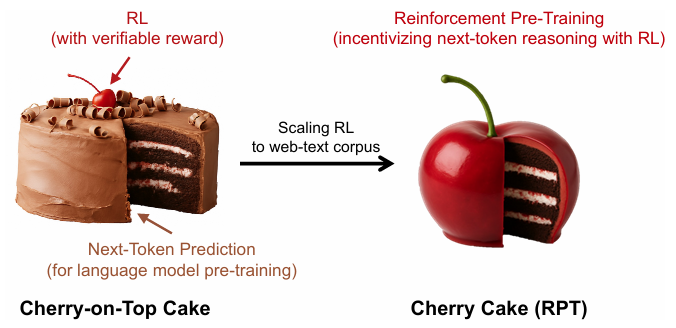 RL
(with verifiable reward)
Reinforcement Pre-Training
(incentivizing next-token reasoning with RL)
Scaling RL
to web-text corpus
Next-Token Prediction
(for language model pre-training)
Cherry-on-Top Cake
Cherry Cake (RPT)